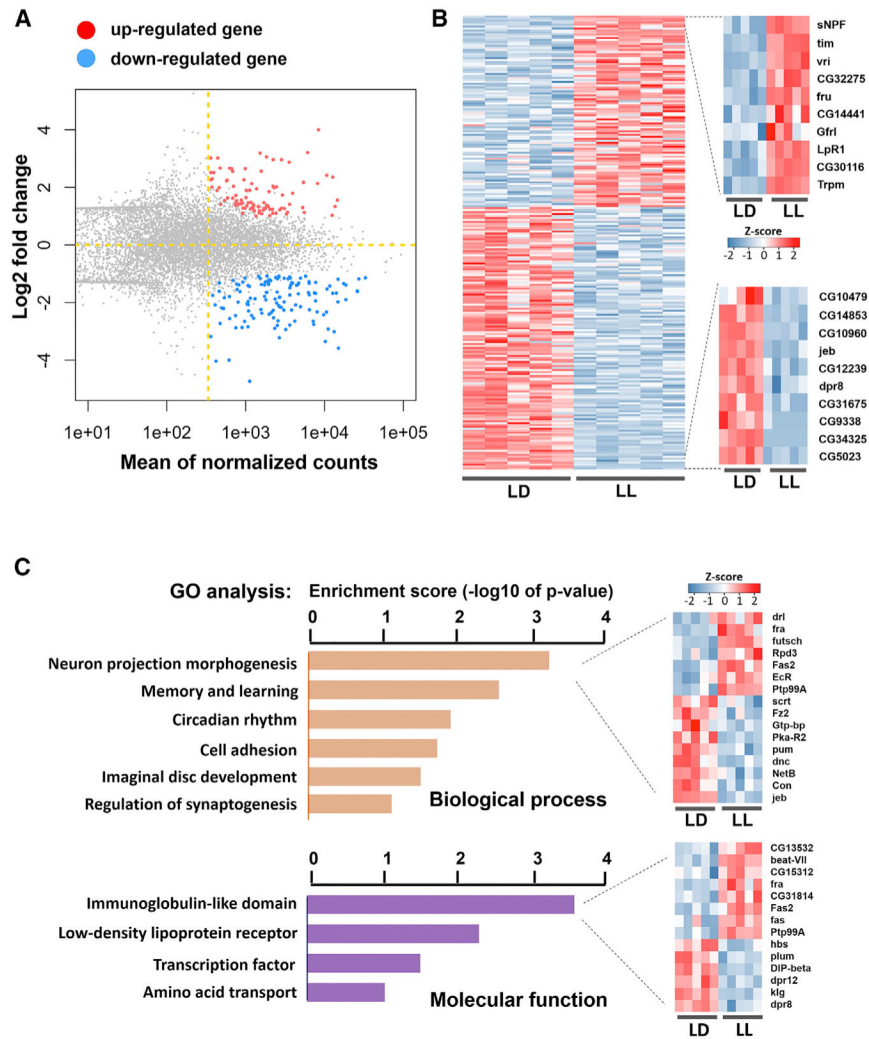 A
up-regulated gene
down-regulated gene
Log2 fold change
4
2
0
-2
-4
1e+01 1e+02 1e+03 1e+04 1e+05
Mean of normalized counts
B
LD LL
sNPF
tim
vri
CG32275
fru
CG14441
Gfrl
LpR1
CG30116
Trpm
LD LL
Z-score
-2 -1 0 1 2
CG10479
CG14853
CG10960
jeb
CG12239
dpr8
CG31675
CG9338
CG34325
CG5023
LD LL
C
GO analysis: Enrichment score (-log10 of p-value)
0 1 2 3 4
Neuron projection morphogenesis
Memory and learning
Circadian rhythm
Cell adhesion
Imaginal disc development
Regulation of synaptogenesis
Biological process
Z-score
-2 -1 0 1 2
drl
fra
futsch
Rpd3
Fas2
EcR
Ptp99A
scrt
Fz2
Gtp-bp
Pka-R2
pum
dnc
NetB
Con
jeb
LD LL
0 1 2 3 4
Immunoglobulin-like domain
Low-density lipoprotein receptor
Transcription factor
Amino acid transport
Molecular function
CG13532
beat-VII
CG15312
fra
CG31814
Fas2
fas
Ptp99A
hbs
plum
DIP-beta
dpr12
klg
dpr8
LD LL